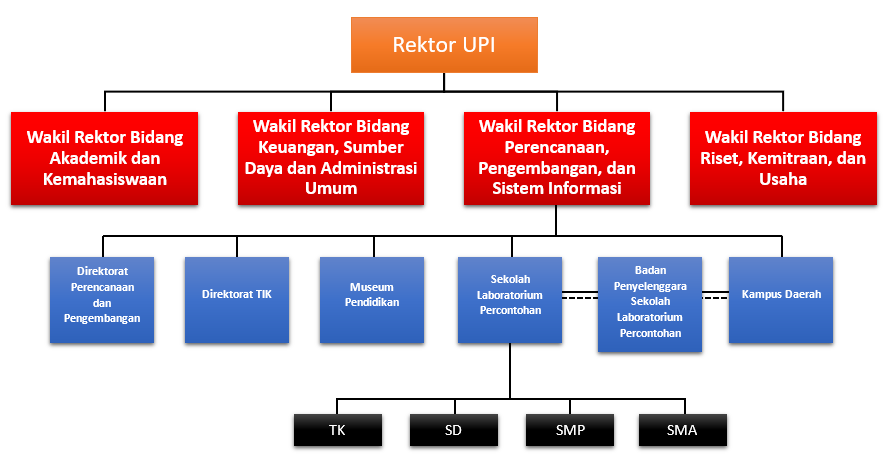 Rektor UPI
Wakil Rektor Bidang
Akademik dan
Kemahasiswaan
Wakil Rektor Bidang
Keuangan, Sumber
Daya dan Administrasi
Umum
Wakil Rektor Bidang
Perencanaan,
Pengembangan, dan
Sistem Informasi
Wakil Rektor Bidang
Riset, Kemitraan, dan
Usaha
Direktorat
Perencanaan
dan
Pengembangan
Direktorat TIK
Museum
Pendidikan
Sekolah
Laboratorium
Percontohan
Badan
Penyelenggara
Sekolah
Laboratorium
Percontohan
Kampus Daerah
TK
SD
SMP
SMA